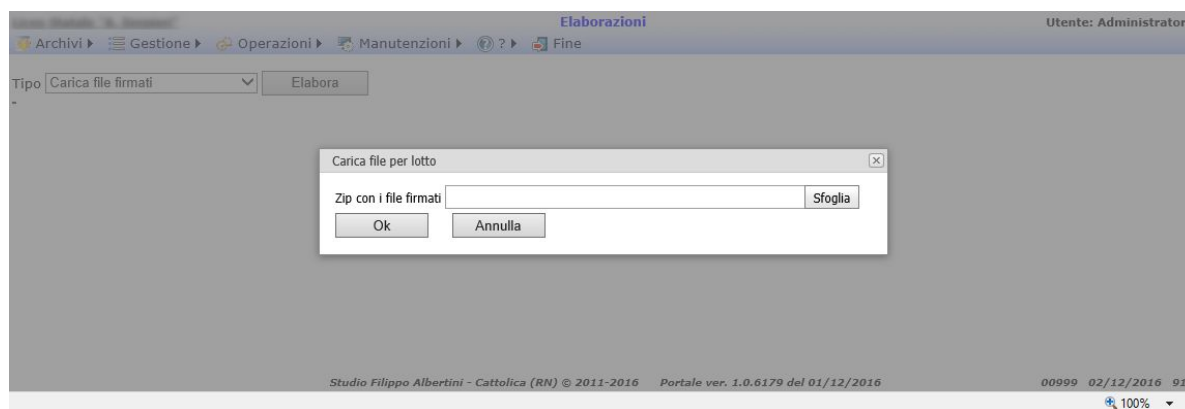 Elaborazioni
Utente: Administrator
Archivi Gestione Operazioni Manutenzioni ? Fine
Tipo Carica file firmati Elabora
-
Carica file per lotto
Zip con i file firmati Sfoglia
Ok Annulla
Studio Filippo Albertini - Cattolica (RN) © 2011-2016 Portale ver. 1.0.6179 del 01/12/2016 00999 02/12/2016 91
100%